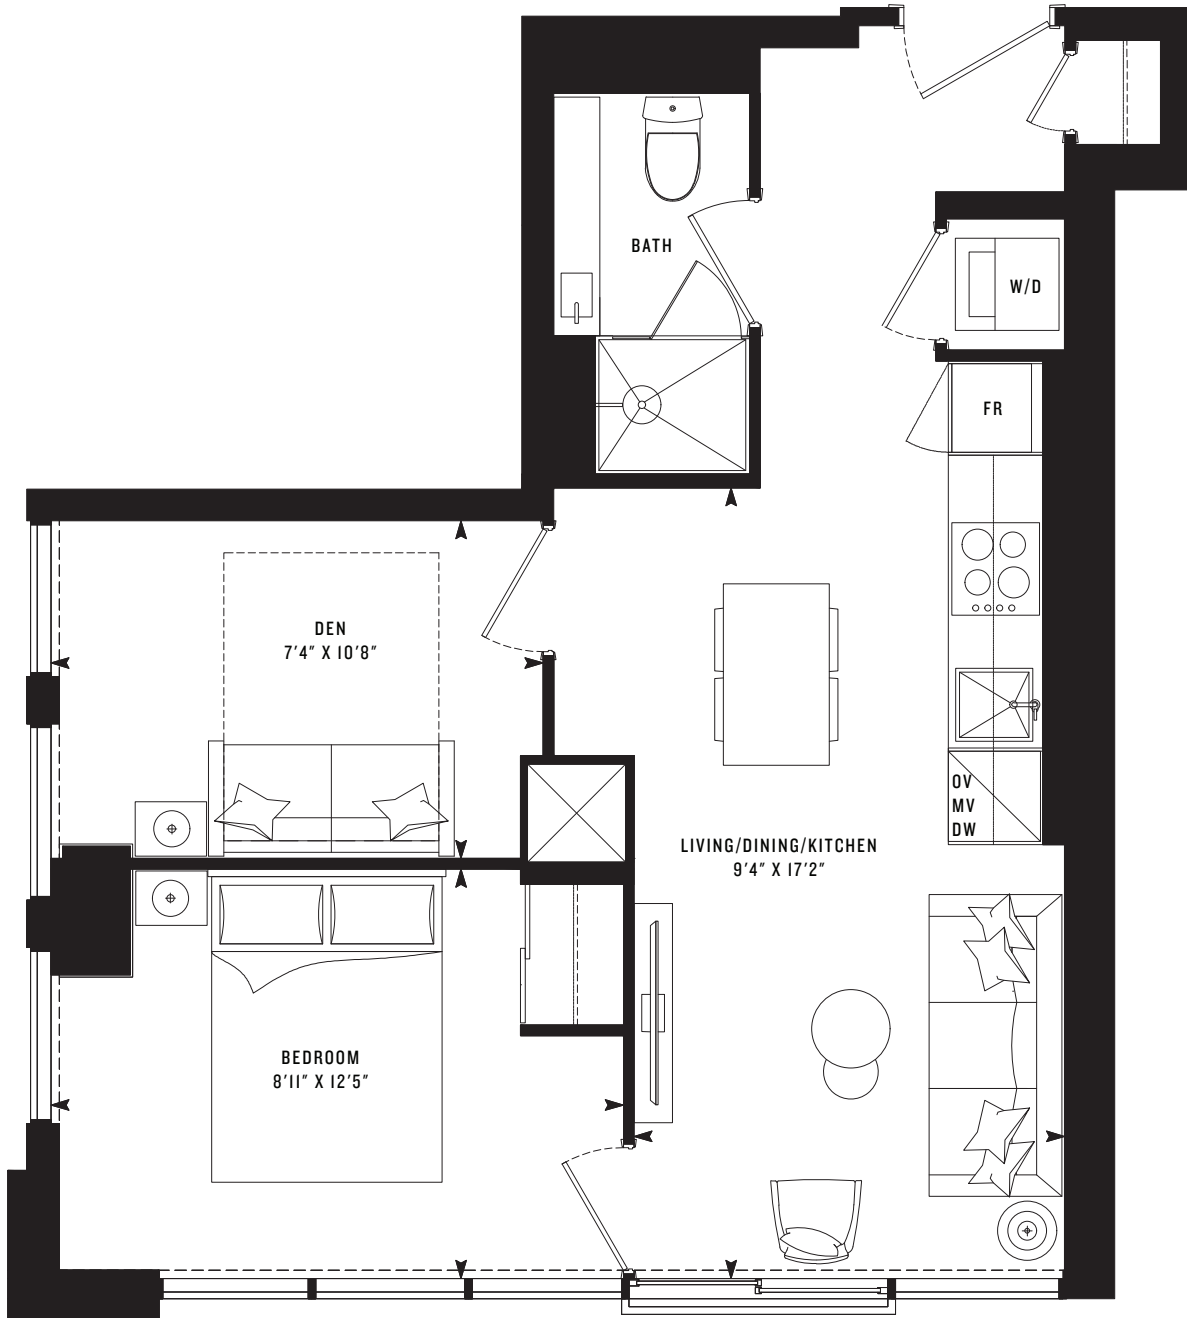 BATH
W/D
FR
DEN
7'4" X 10'8"
OV
MV
DW
LIVING/DINING/KITCHEN
9'4" X 17'2"
BEDROOM
8'11" X 12'5"